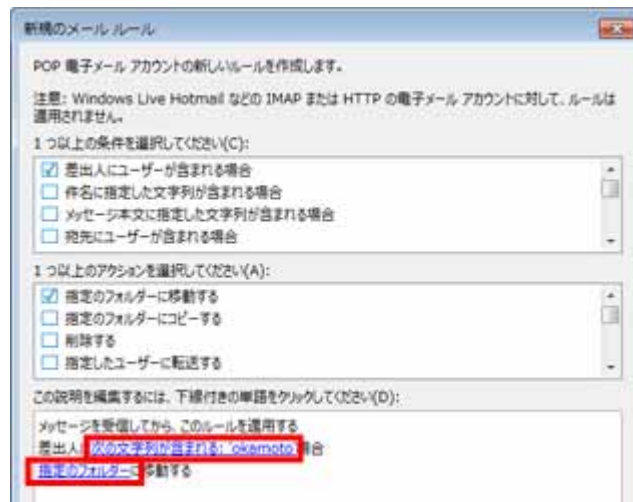 新規のメール ルール
POP 電子メール アカウントの新しいルールを作成します。
注意: Windows Live Hotmail などの IMAP または HTTP の電子メール アカウントに対して、ルールは
適用されません。
1 つ以上の条件を選択してください(C):
差出人にユーザーが含まれる場合
件名に指定した文字列が含まれる場合
メッセージ本文に指定した文字列が含まれる場合
宛先にユーザーが含まれる場合
1 つ以上のアクションを選択してください(A):
指定のフォルダーに移動する
指定のフォルダーにコピーする
削除する
指定したユーザーに転送する
この説明を編集するには、下線付きの単語をクリックしてください(D):
メッセージを受信してから、このルールを適用する
差出人に次の文字列が含まれる: 'okamoto'場合
指定のフォルダーに移動する